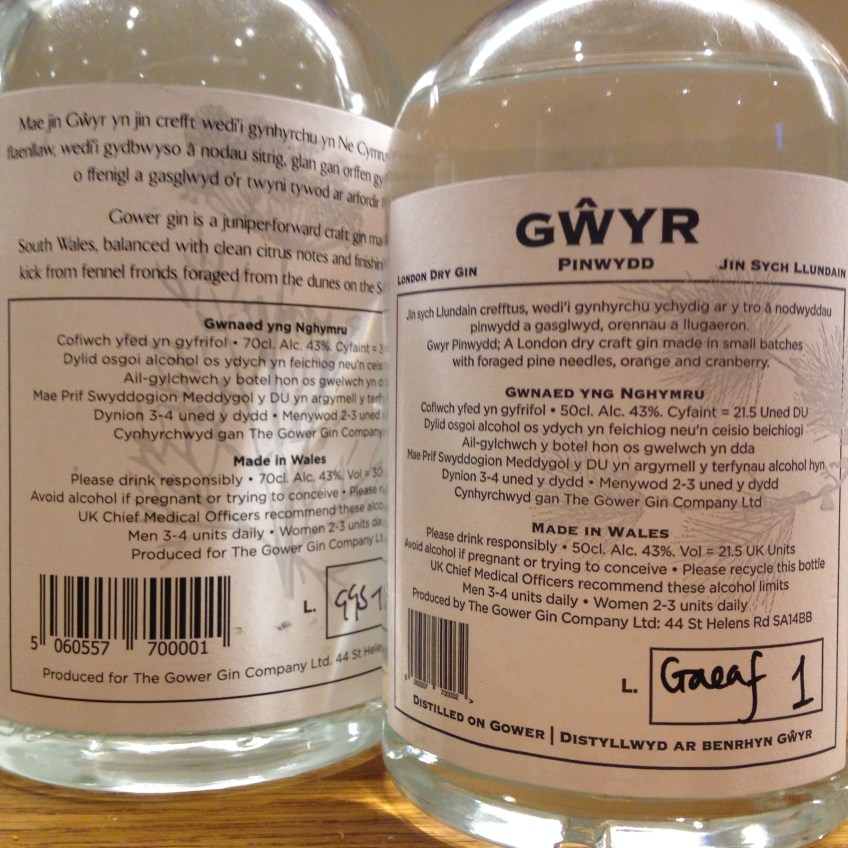 Mae jin Gŵyr yn jin crefft wedi'i gynhyrchu yn Ne
flaenllaw, wedi'i gydbwyso â nodau sitrig, glan gan orffen
o ffenigl a gasglwyd o'r twyni tywod ar arfordir
Gower gin is a juniper-forward craft gin
South Wales, balanced with clean citrus notes and
kick from fennel fronds foraged from the dunes on the
Gwnaed yng Nghymru
Cofiwch yfed yn gyfrifol • 70cl. Alc. 43%. Cyfaint =
Dylid osgoi alcohol os ydych yn feichiog neu'n
Ail-gylchwch y botel hon os gwelwch yn
Mae Prif Swyddogion Meddygol y DU yn argymell y
Dynion 3-4 uned y dydd • Menywod 2-3 uned
Cynhyrchwyd gan The Gower Gin Company
Made in Wales
Please drink responsibly • 70cl. Alc. 43%. Vol = 30
Avoid alcohol if pregnant or trying to conceive • Please
UK Chief Medical Officers recommend these
Men 3-4 units daily • Women 2-3 units
Produced for The Gower Gin Company
L.
5 060557 700001
Produced for The Gower Gin Company Ltd. 44 St
GŴYR
PINWYDD
LONDON DRY GIN
JIN SYCH LLUNDAIN
Jin sych Llundain crefftus, wedi'i gynhyrchu ychydig ar y tro â nodwyddau
pinwydd a gasglwyd, orennau a llugaeron.
Gwyr Pinwydd; A London dry craft gin made in small batches
with foraged pine needles, orange and cranberry.
GWNAED YNG NGHYMRU
Cofiwch yfed yn gyfrifol • 50cl. Alc. 43%. Cyfaint = 21.5 Uned DU
Dylid osgoi alcohol os ydych yn feichiog neu'n ceisio beichiogi
Ail-gylchwch y botel hon os gwelwch yn dda
Mae Prif Swyddogion Meddygol y DU yn argymell y terfynau alcohol hyn
Dynion 3-4 uned y dydd • Menywod 2-3 uned y dydd
Cynhyrchwyd gan The Gower Gin Company Ltd
MADE IN WALES
Please drink responsibly • 50cl. Alc. 43%. Vol = 21.5 UK Units
Avoid alcohol if pregnant or trying to conceive • Please recycle this bottle
UK Chief Medical Officers recommend these alcohol limits
Men 3-4 units daily • Women 2-3 units daily
Produced by The Gower Gin Company Ltd: 44 St Helens Rd SA14BB
L. Gaeaf 1
DISTILLED ON GOWER | DISTYLLWYD AR BENRHYN GŴYR